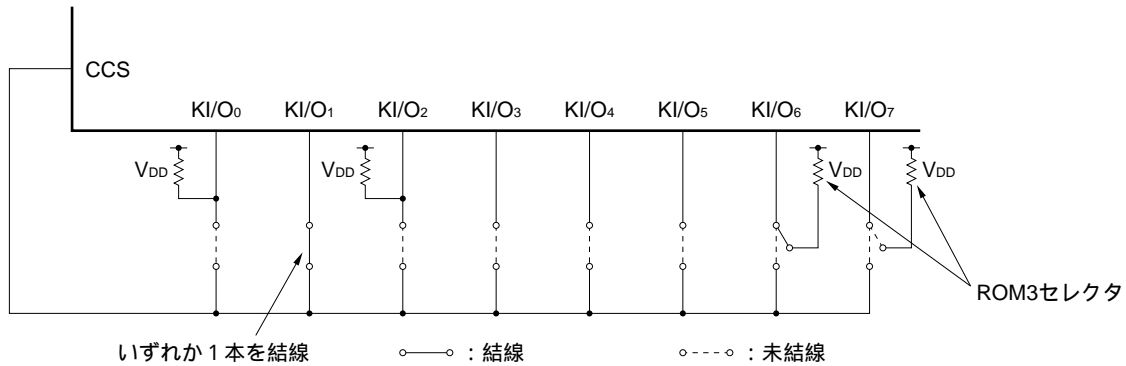 CCS
KI/O0 KI/O1 KI/O2 KI/O3 KI/O4 KI/O5 KI/O6 KI/O7
VDD VDD VDD VDD
ROM3セレクタ
いずれか1本を結線 :結線 :未結線